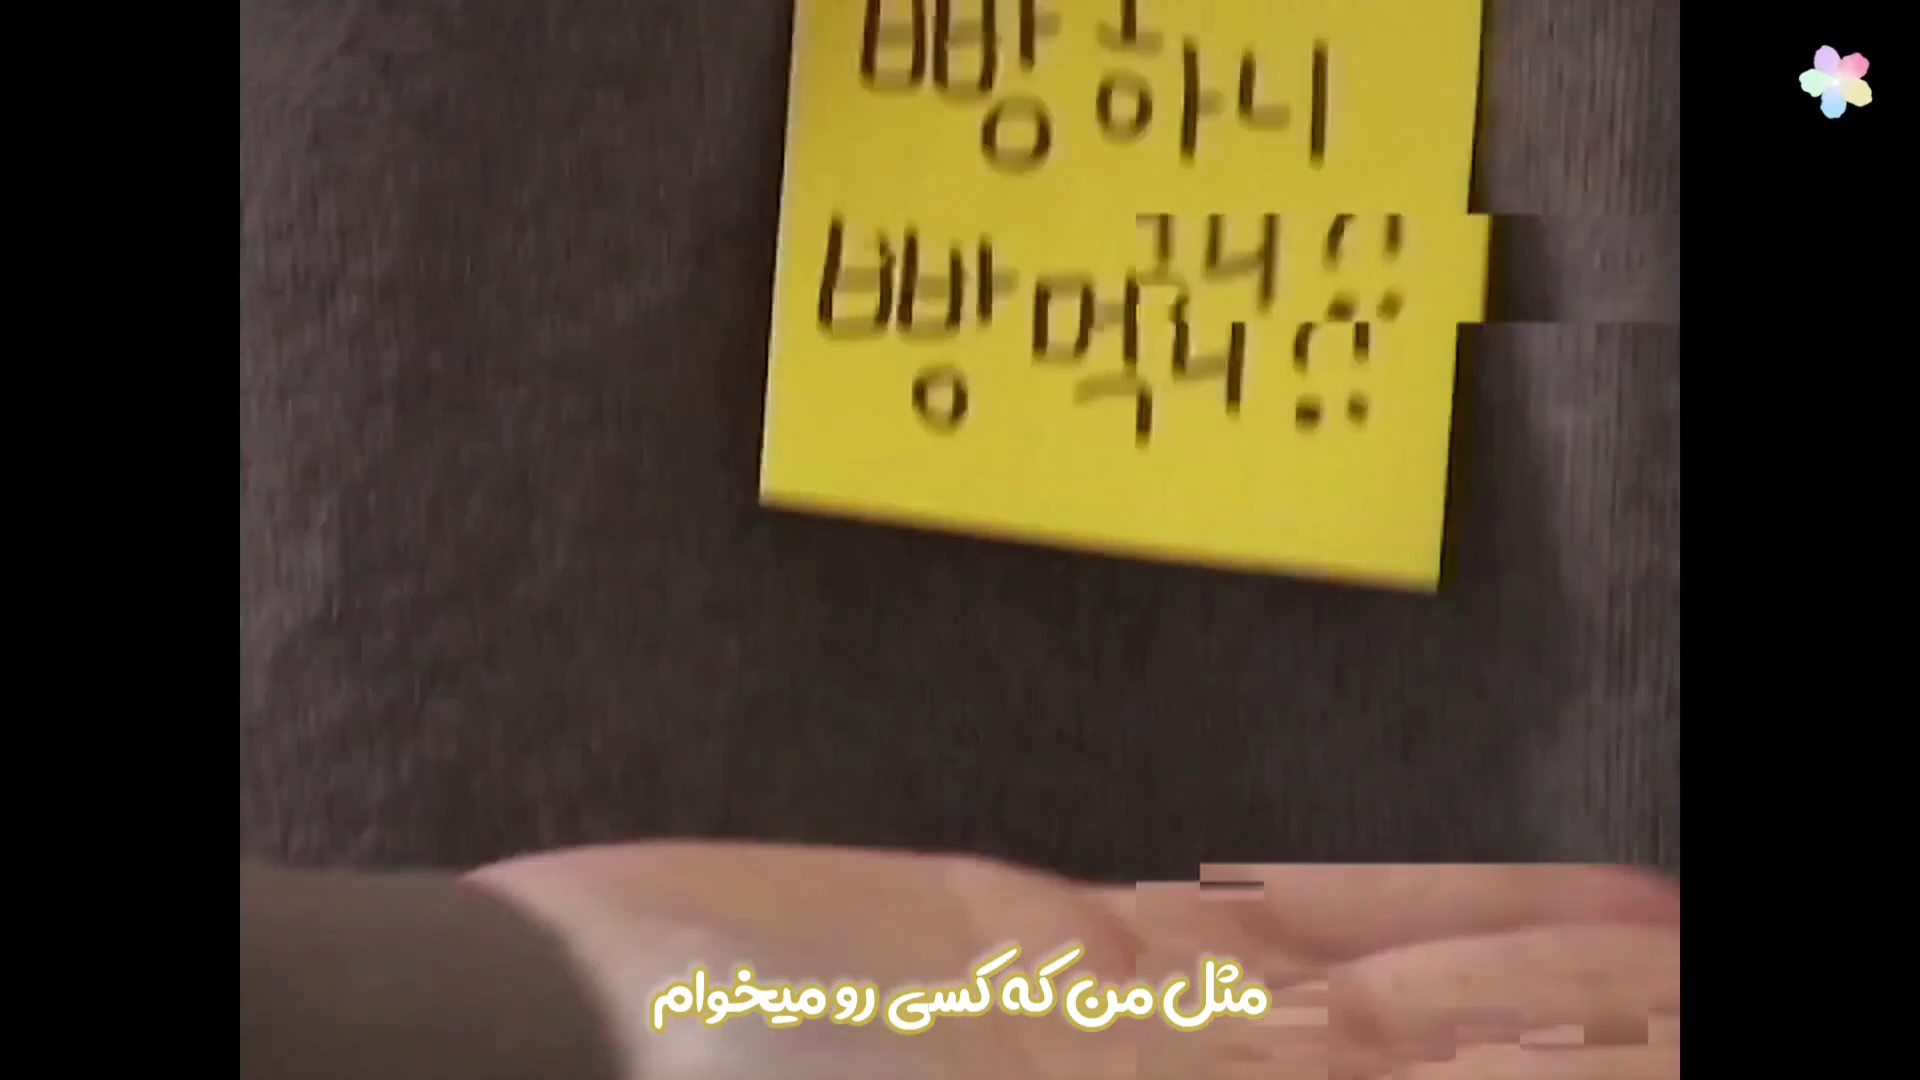 빵하니
빵먹니??
مثل من که کسی رو میخوام